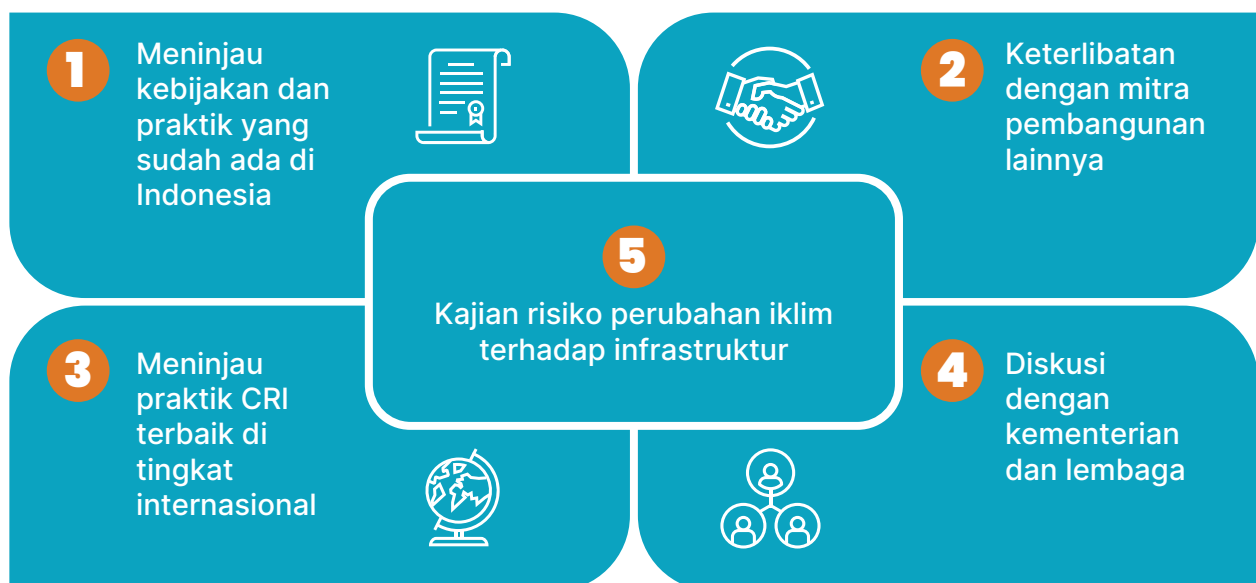 1
Meninjau
kebijakan dan
praktik yang
sudah ada di
Indonesia
2
Keterlibatan
dengan mitra
pembangunan
lainnya
5
Kajian risiko perubahan iklim
terhadap infrastruktur
3
Meninjau
praktik CRI
terbaik di
tingkat
internasional
4
Diskusi
dengan
kementerian
dan lembaga